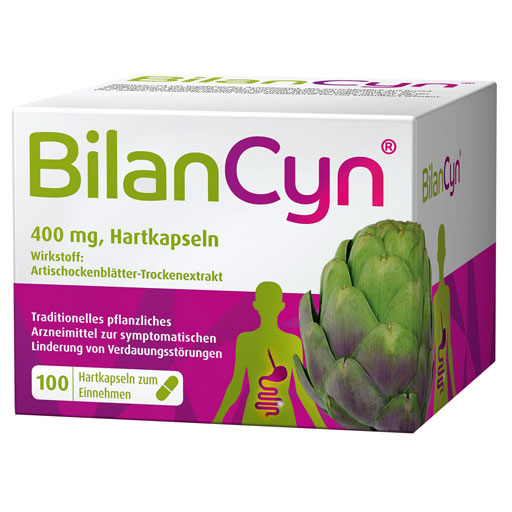 BilanCyn
BilanCyn®
400 mg, Hartkapseln
Wirkstoff:
Artischockenblätter-Trockenextrakt
Traditionelles pflanzliches
Arzneimittel zur symptomatischen
Linderung von Verdauungsstörungen
100 Hartkapseln zum
Einnehmen
BilanCyn